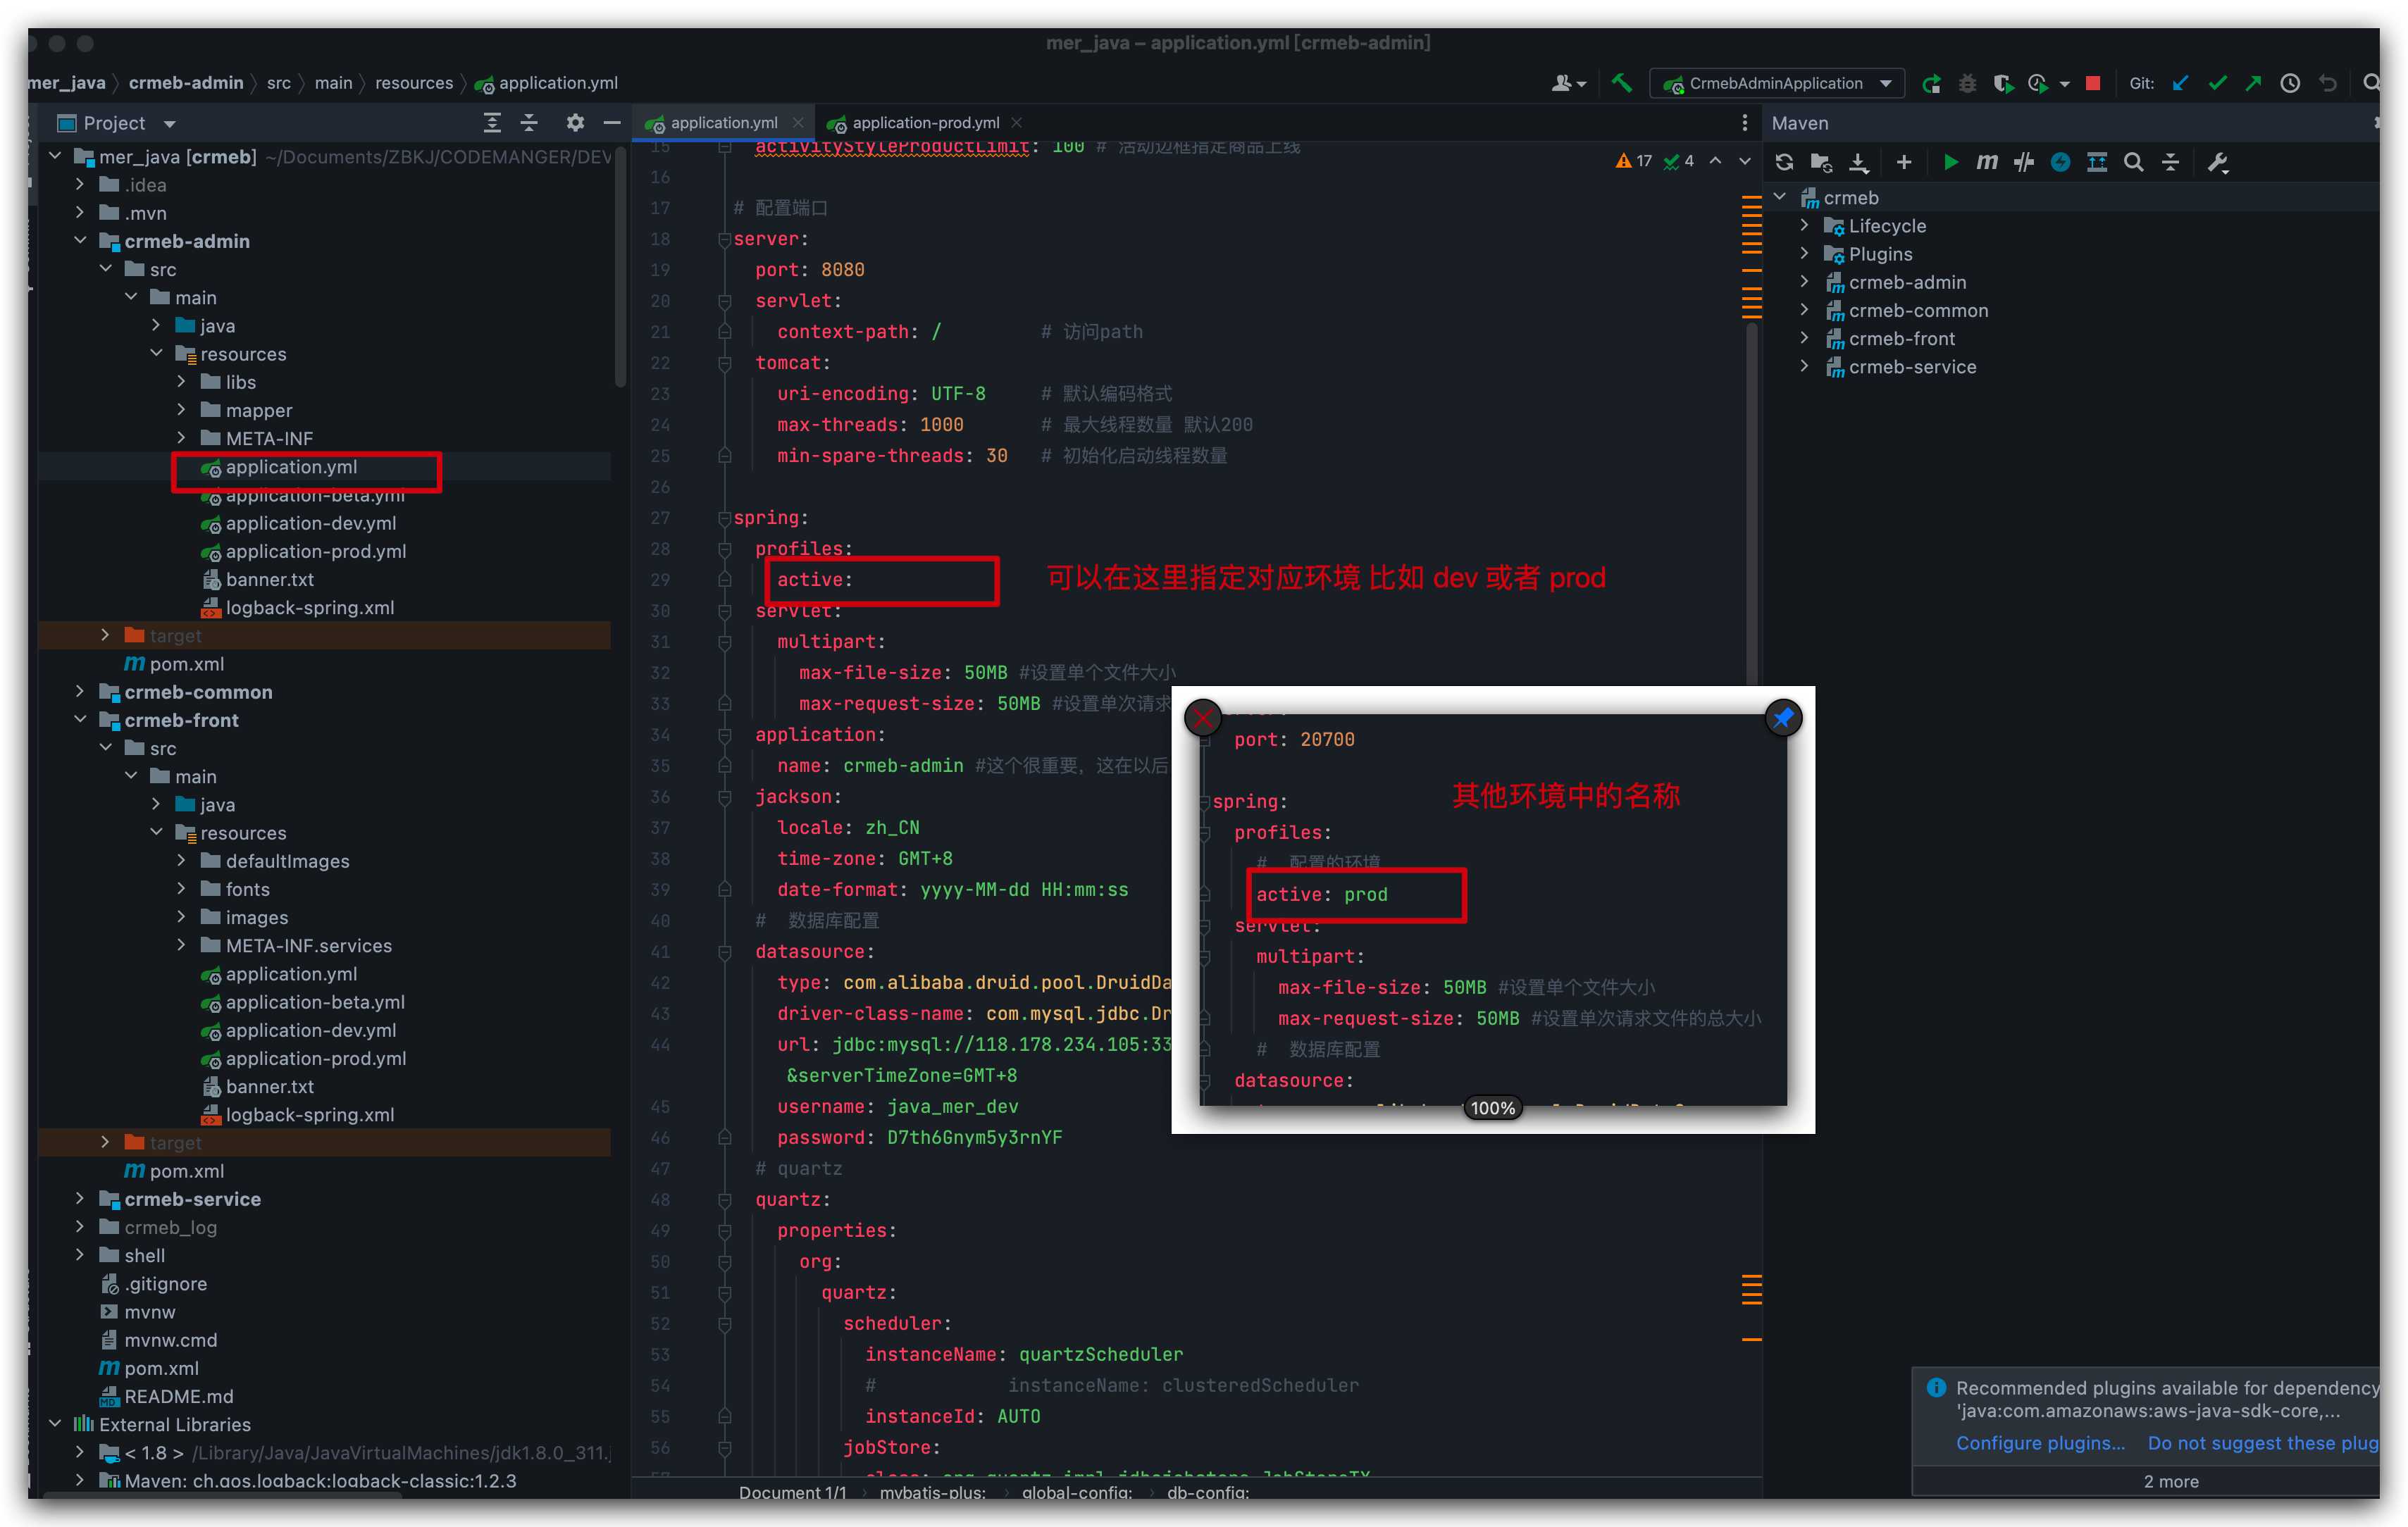 mer_java – application.yml [crmeb-admin]
mer_java 〉 crmeb-admin 〉 src 〉 main 〉 resources 〉 application.yml
CrmebAdminApplication
Git:
Project
application.yml
application-prod.yml
Maven
mer_java [crmeb] ~/Documents/ZBKJ/CODEMANGER/DEV
.idea
.mvn
crmeb-admin
src
main
java
resources
libs
mapper
META-INF
application.yml
application-beta.yml
application-dev.yml
application-prod.yml
banner.txt
logback-spring.xml
target
pom.xml
crmeb-common
crmeb-front
src
main
java
resources
defaultImages
fonts
images
META-INF.services
application.yml
application-beta.yml
application-dev.yml
application-prod.yml
banner.txt
logback-spring.xml
target
pom.xml
crmeb-service
crmeb_log
shell
.gitignore
mvnw
mvnw.cmd
pom.xml
README.md
External Libraries
< 1.8 > /Library/Java/JavaVirtualMachines/jdk1.8.0_311.j
Maven: ch.qos.logback:logback-classic:1.2.3
17 4
15 activityStyleProductLimit: 100 # 活动边框指定商品上线
16
17 # 配置端口
18 server:
19 port: 8080
20 servlet:
21 context-path: / # 访问path
22 tomcat:
23 uri-encoding: UTF-8 # 默认编码格式
24 max-threads: 1000 # 最大线程数量 默认200
25 min-spare-threads: 30 # 初始化启动线程数量
26
27 spring:
28 profiles:
29 active:
可以在这里指定对应环境 比如 dev 或者 prod
30 servlet:
31 multipart:
32 max-file-size: 50MB #设置单个文件大小
33 max-request-size: 50MB #设置单次请求
34 application:
35 name: crmeb-admin #这个很重要，这在以后
36 jackson:
37 locale: zh_CN
38 time-zone: GMT+8
39 date-format: yyyy-MM-dd HH:mm:ss
40 # 数据库配置
41 datasource:
42 type: com.alibaba.druid.pool.DruidDa
43 driver-class-name: com.mysql.jdbc.Dr
44 url: jdbc:mysql://118.178.234.105:33
&serverTimeZone=GMT+8
45 username: java_mer_dev
46 password: D7th6Gnym5y3rnYF
47 # quartz
48 quartz:
49 properties:
50 org:
51 quartz:
52 scheduler:
53 instanceName: quartzScheduler
54 # instanceName: clusteredScheduler
55 instanceId: AUTO
56 jobStore:
57 class: org.quartz.impl.jdbcjobstore.JobStoreTX
Document 1/1 〉 mybatis-plus: 〉 global-config: 〉 db-config:
port: 20700
其他环境中的名称
spring:
profiles:
# 配置的环境
active: prod
servlet:
multipart:
max-file-size: 50MB #设置单个文件大小
max-request-size: 50MB #设置单次请求文件的总大小
# 数据库配置
datasource:
100%
crmeb
Lifecycle
Plugins
crmeb-admin
crmeb-common
crmeb-front
crmeb-service
Recommended plugins available for dependency
'java:com.amazonaws:aws-java-sdk-core,...
Configure plugins... Do not suggest these plug
2 more